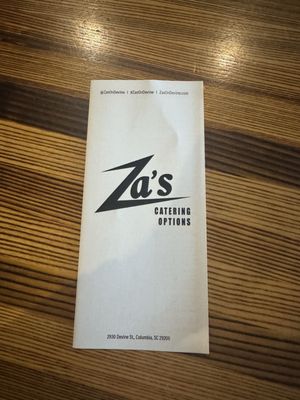 @ZasOnDevine | #ZasOnDevine | ZasOnDevine.com
Za's
CATERING
OPTIONS
2930 Devine St., Columbia, SC 29205